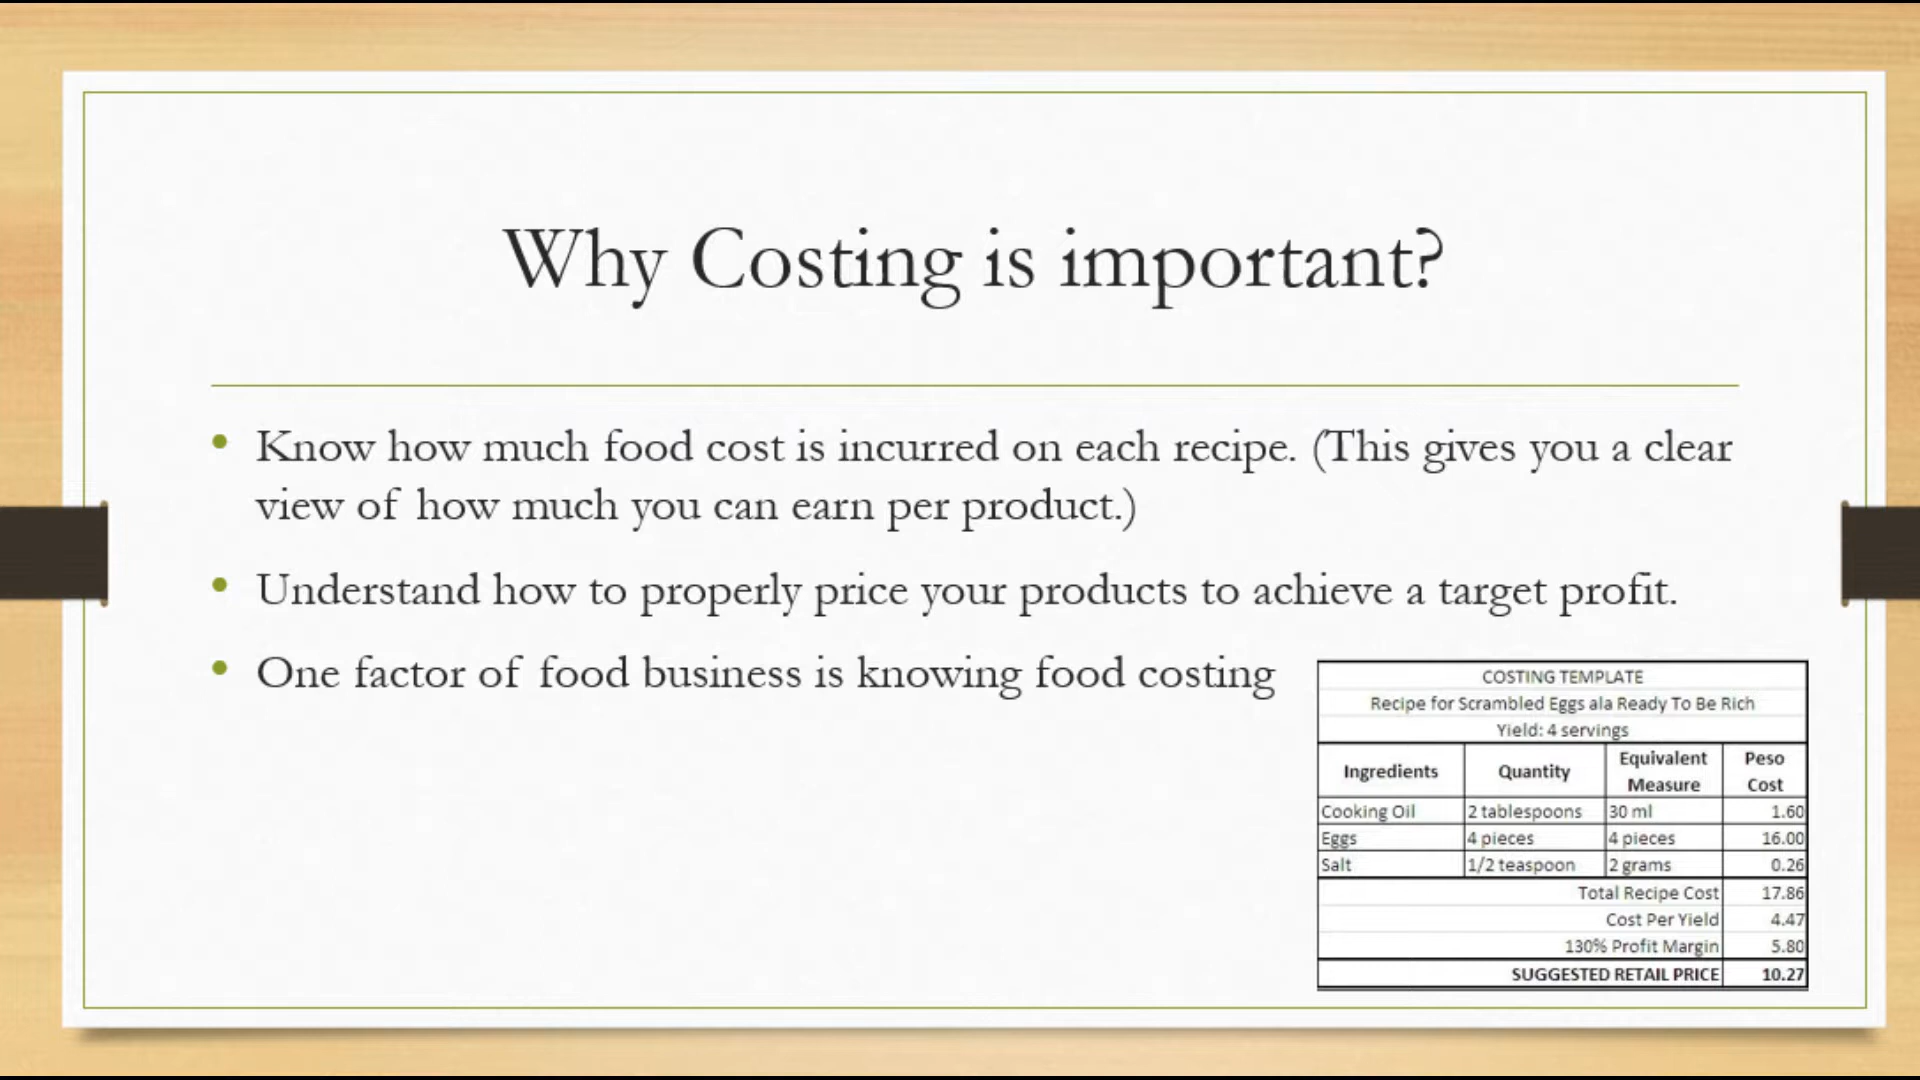 Why Costing is important?
• Know how much food cost is incurred on each recipe. (This gives you a clear
view of how much you can earn per product.)
• Understand how to properly price your products to achieve a target profit.
• One factor of food business is knowing food costing
COSTING TEMPLATE
Recipe for Scrambled Eggs ala Ready To Be Rich
Yield: 4 servings
Ingredients Quantity Equivalent Measure Peso Cost
Cooking Oil 2 tablespoons 30 ml 1.60
Eggs 4 pieces 4 pieces 16.00
Salt 1/2 teaspoon 2 grams 0.26
Total Recipe Cost 17.86
Cost Per Yield 4.47
130% Profit Margin 5.80
SUGGESTED RETAIL PRICE 10.27